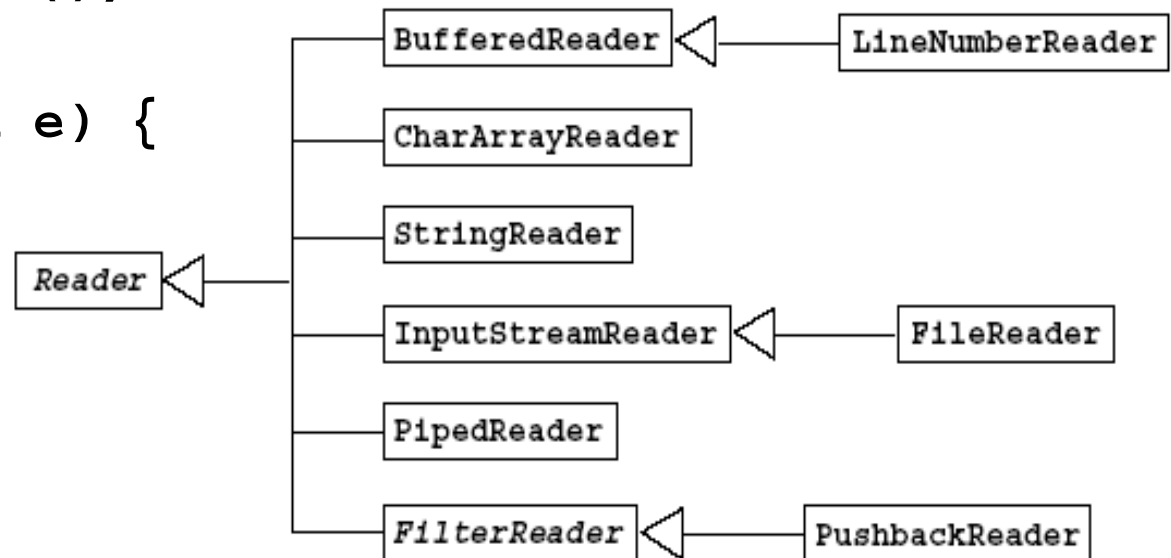 BufferedReader
LineNumberReader
e) {
CharArrayReader
StringReader
Reader
InputStreamReader
FileReader
PipedReader
FilterReader
PushbackReader